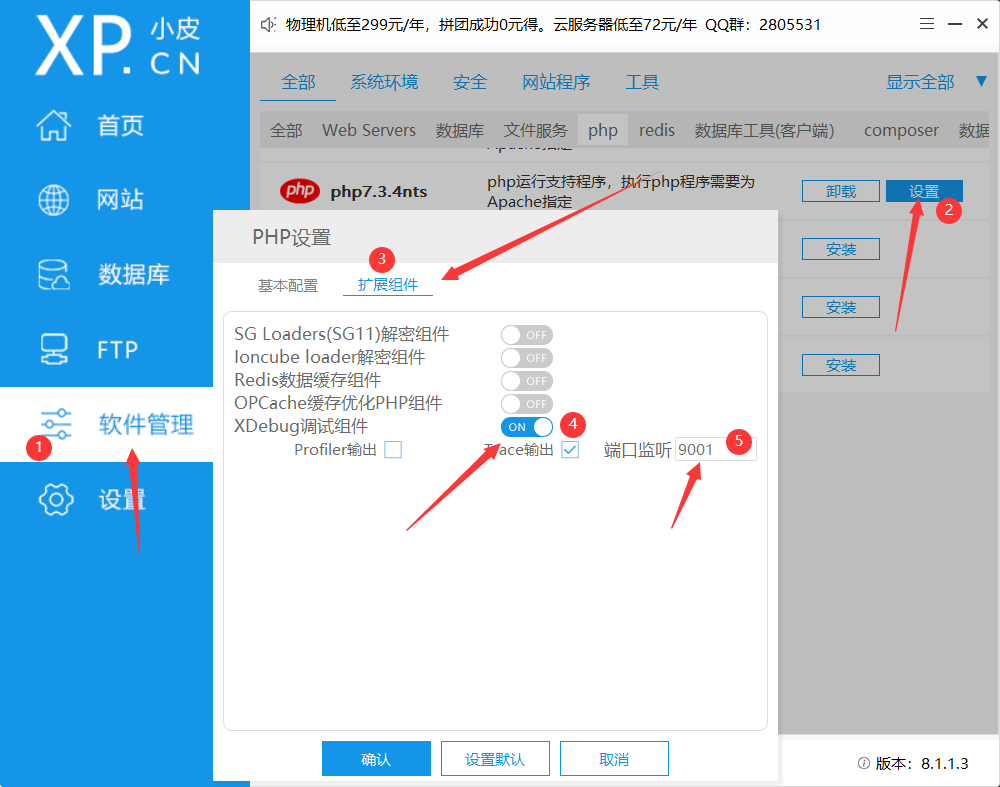 XP.CN 小皮
物理机低至299元/年，拼团成功0元得。云服务器低至72元/年 QQ群：2805531
首页
网站
数据库
FTP
软件管理
1
设置
全部 系统环境 安全 网站程序 工具 显示全部
全部 Web Servers 数据库 文件服务 php redis 数据库工具(客户端) composer 数据
Apache指定
php php7.3.4nts php运行支持程序，执行php程序需要为
Apache指定
卸载 设置
2
安装
安装
安装
PHP设置
3
基本配置 扩展组件
SG Loaders(SG11)解密组件 OFF
Ioncube loader解密组件 OFF
Redis数据缓存组件 OFF
OPCache缓存优化PHP组件 OFF
XDebug调试组件 ON 4
Profiler输出 Trace输出 端口监听 9001 5
确认 设置默认 取消
版本：8.1.1.3